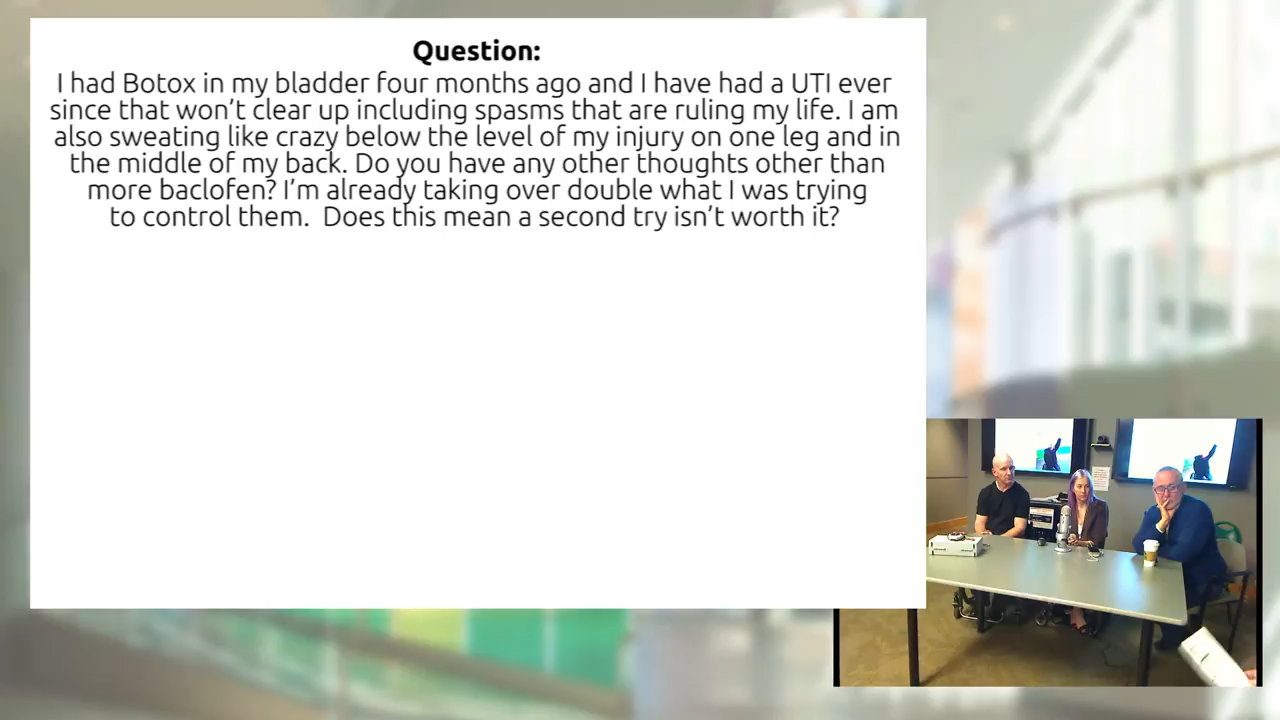 Question:
I had Botox in my bladder four months ago and I have had a UTI ever
since that won’t clear up including spasms that are ruling my life. I am
also sweating like crazy below the level of my injury on one leg and in
the middle of my back. Do you have any other thoughts other than
more baclofen? I’m already taking over double what I was trying
to control them.  Does this mean a second try isn’t worth it?